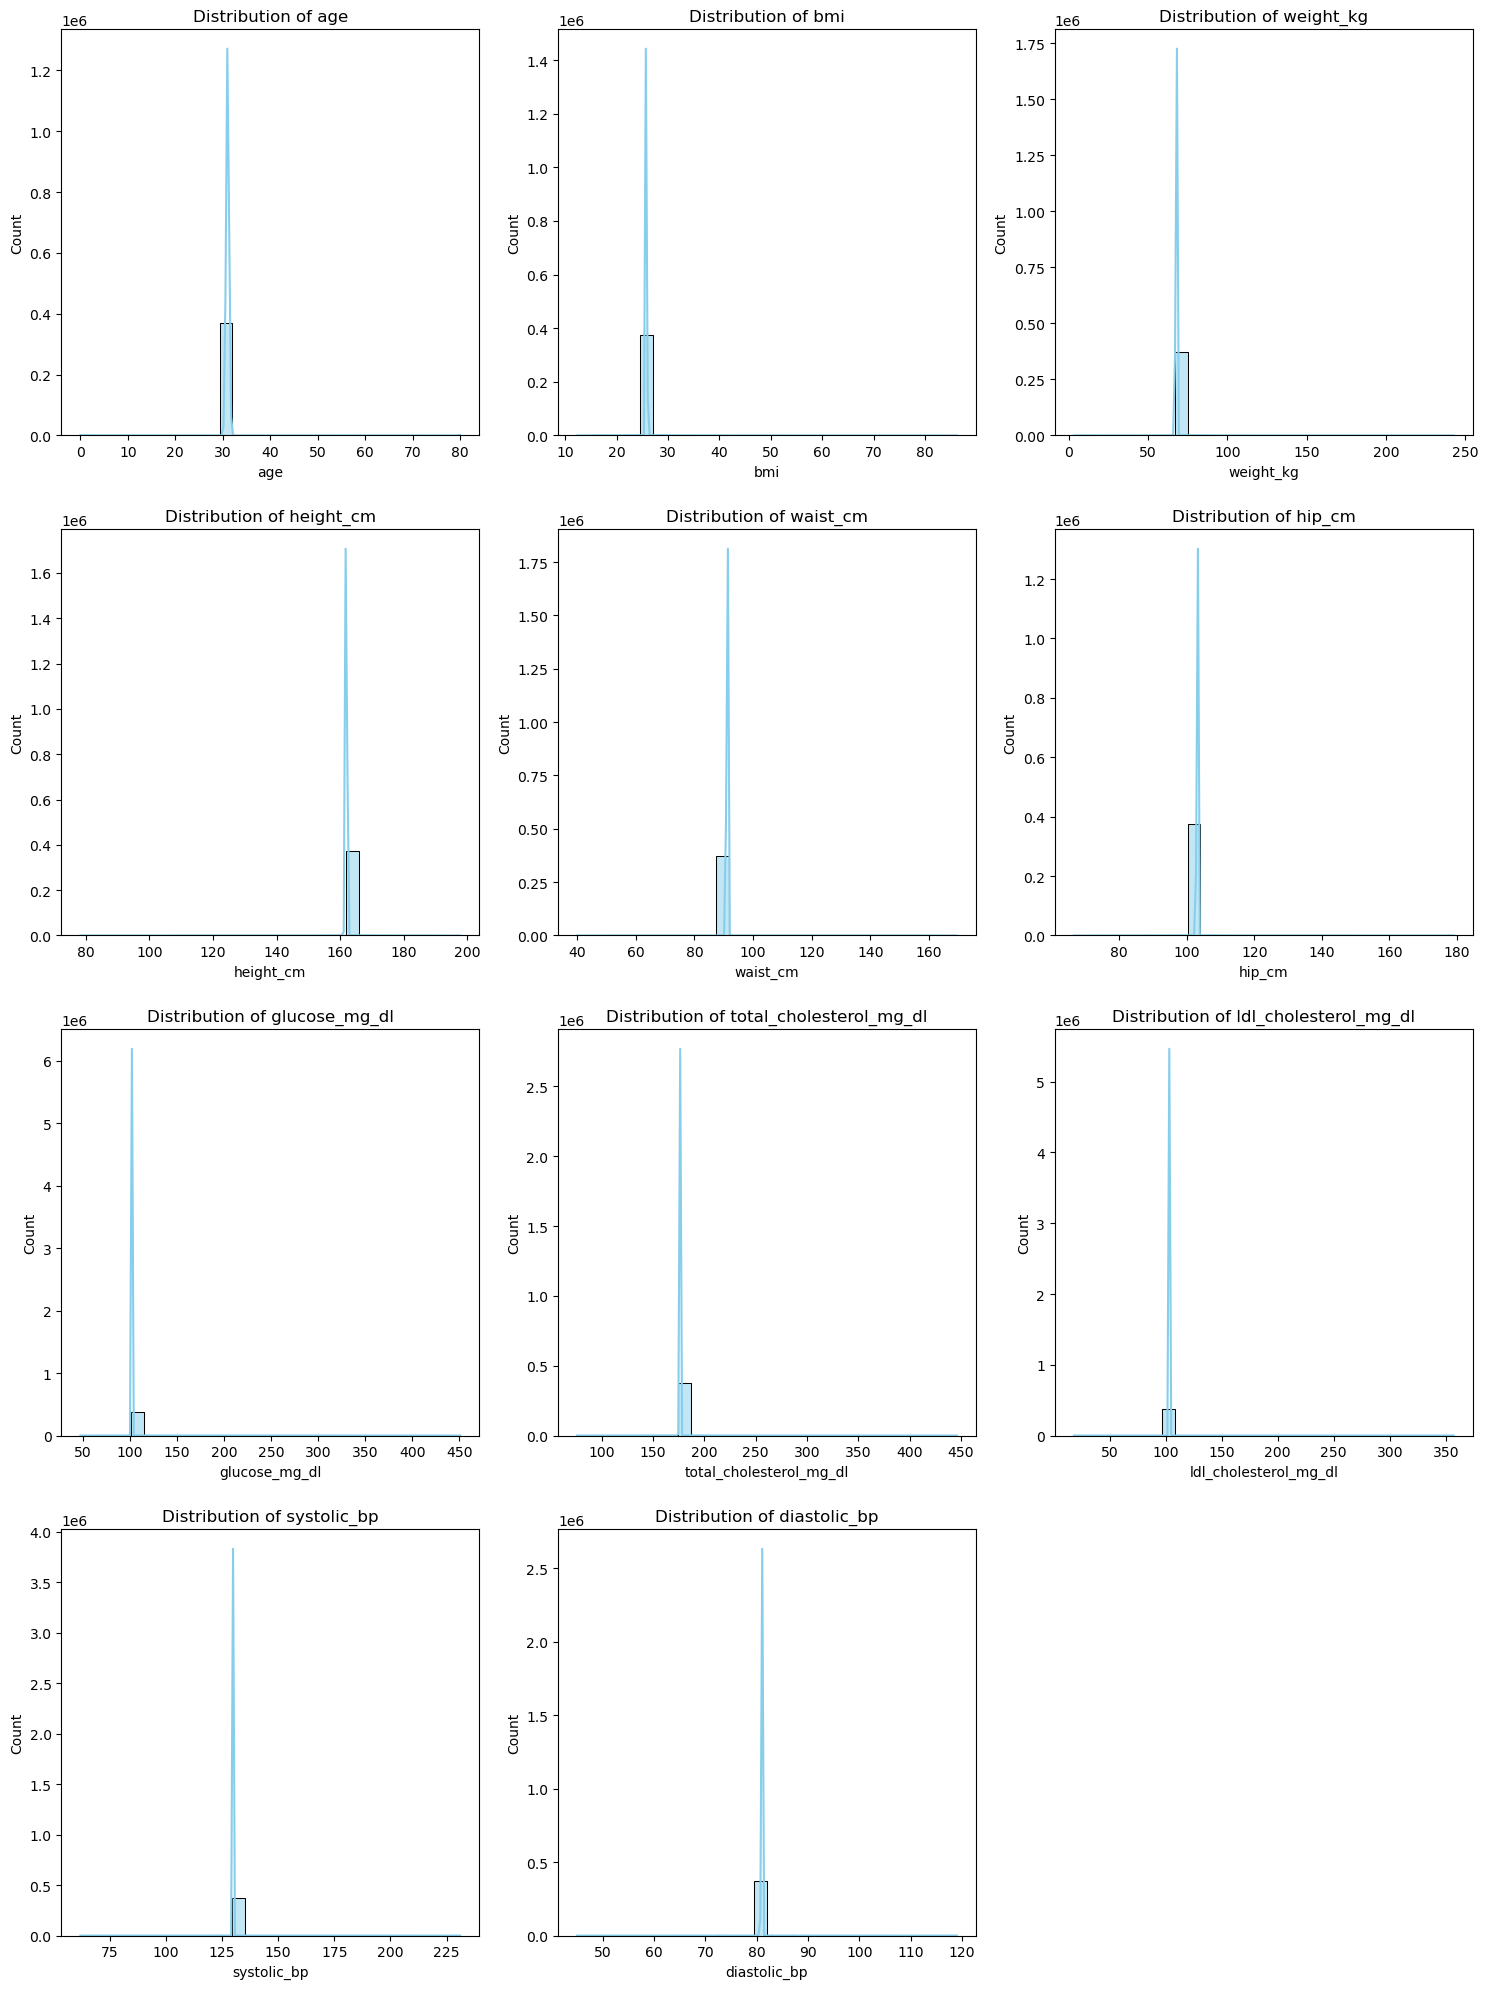 Distribution of age
1e6
1.2
1.0
0.8
0.6
0.4
0.2
0.0
Count
0 10 20 30 40 50 60 70 80
age
Distribution of bmi
1e6
1.4
1.2
1.0
0.8
0.6
0.4
0.2
0.0
Count
10 20 30 40 50 60 70 80
bmi
Distribution of weight_kg
1e6
1.75
1.50
1.25
1.00
0.75
0.50
0.25
0.00
Count
0 50 100 150 200 250
weight_kg
Distribution of height_cm
1e6
1.6
1.4
1.2
1.0
0.8
0.6
0.4
0.2
0.0
Count
80 100 120 140 160 180 200
height_cm
Distribution of waist_cm
1e6
1.75
1.50
1.25
1.00
0.75
0.50
0.25
0.00
Count
40 60 80 100 120 140 160
waist_cm
Distribution of hip_cm
1e6
1.2
1.0
0.8
0.6
0.4
0.2
0.0
Count
80 100 120 140 160 180
hip_cm
Distribution of glucose_mg_dl
1e6
6
5
4
3
2
1
0
Count
50 100 150 200 250 300 350 400 450
glucose_mg_dl
Distribution of total_cholesterol_mg_dl
1e6
2.5
2.0
1.5
1.0
0.5
0.0
Count
100 150 200 250 300 350 400 450
total_cholesterol_mg_dl
Distribution of ldl_cholesterol_mg_dl
1e6
5
4
3
2
1
0
Count
50 100 150 200 250 300 350
ldl_cholesterol_mg_dl
Distribution of systolic_bp
1e6
4.0
3.5
3.0
2.5
2.0
1.5
1.0
0.5
0.0
Count
75 100 125 150 175 200 225
systolic_bp
Distribution of diastolic_bp
1e6
2.5
2.0
1.5
1.0
0.5
0.0
Count
50 60 70 80 90 100 110 120
diastolic_bp